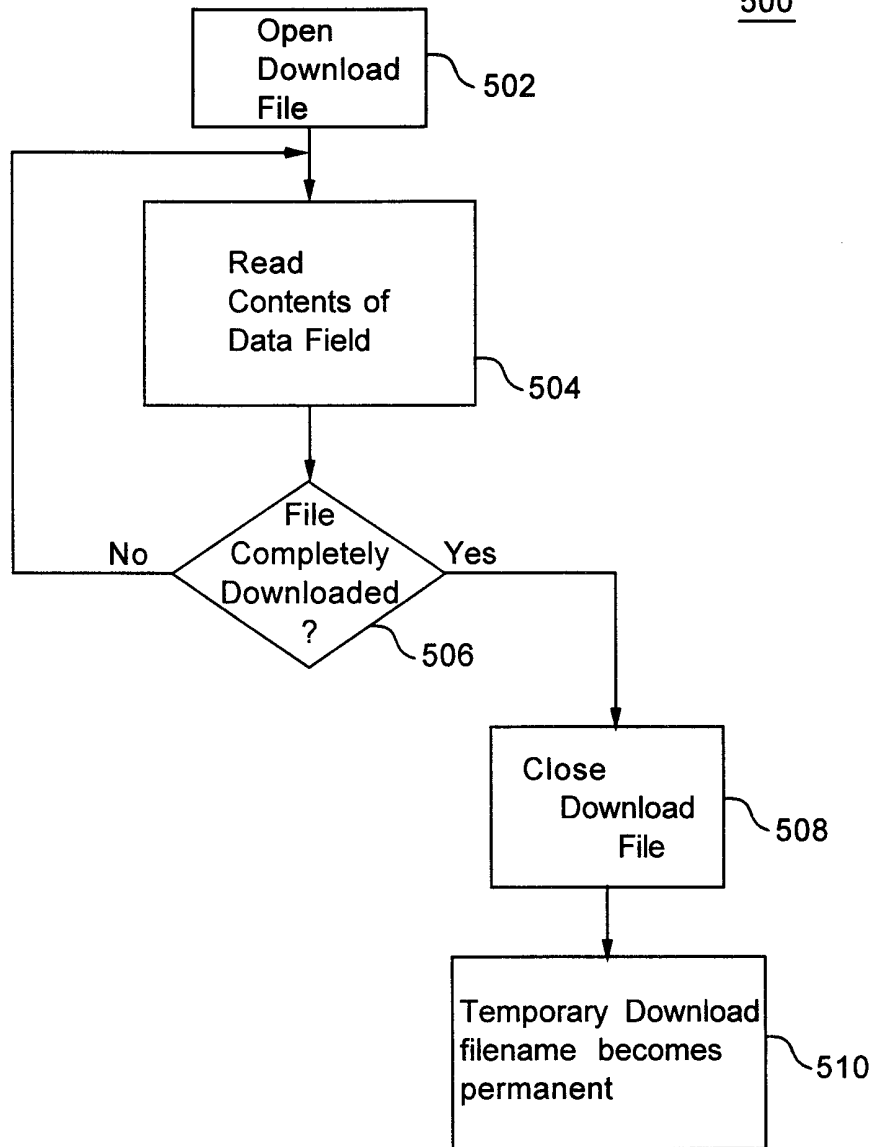 500
Open
Download
File
502
Read
Contents of
Data Field
504
File
Completely
Downloaded
?
No
Yes
506
Close
Download
File
508
Temporary Download
filename becomes
permanent
510